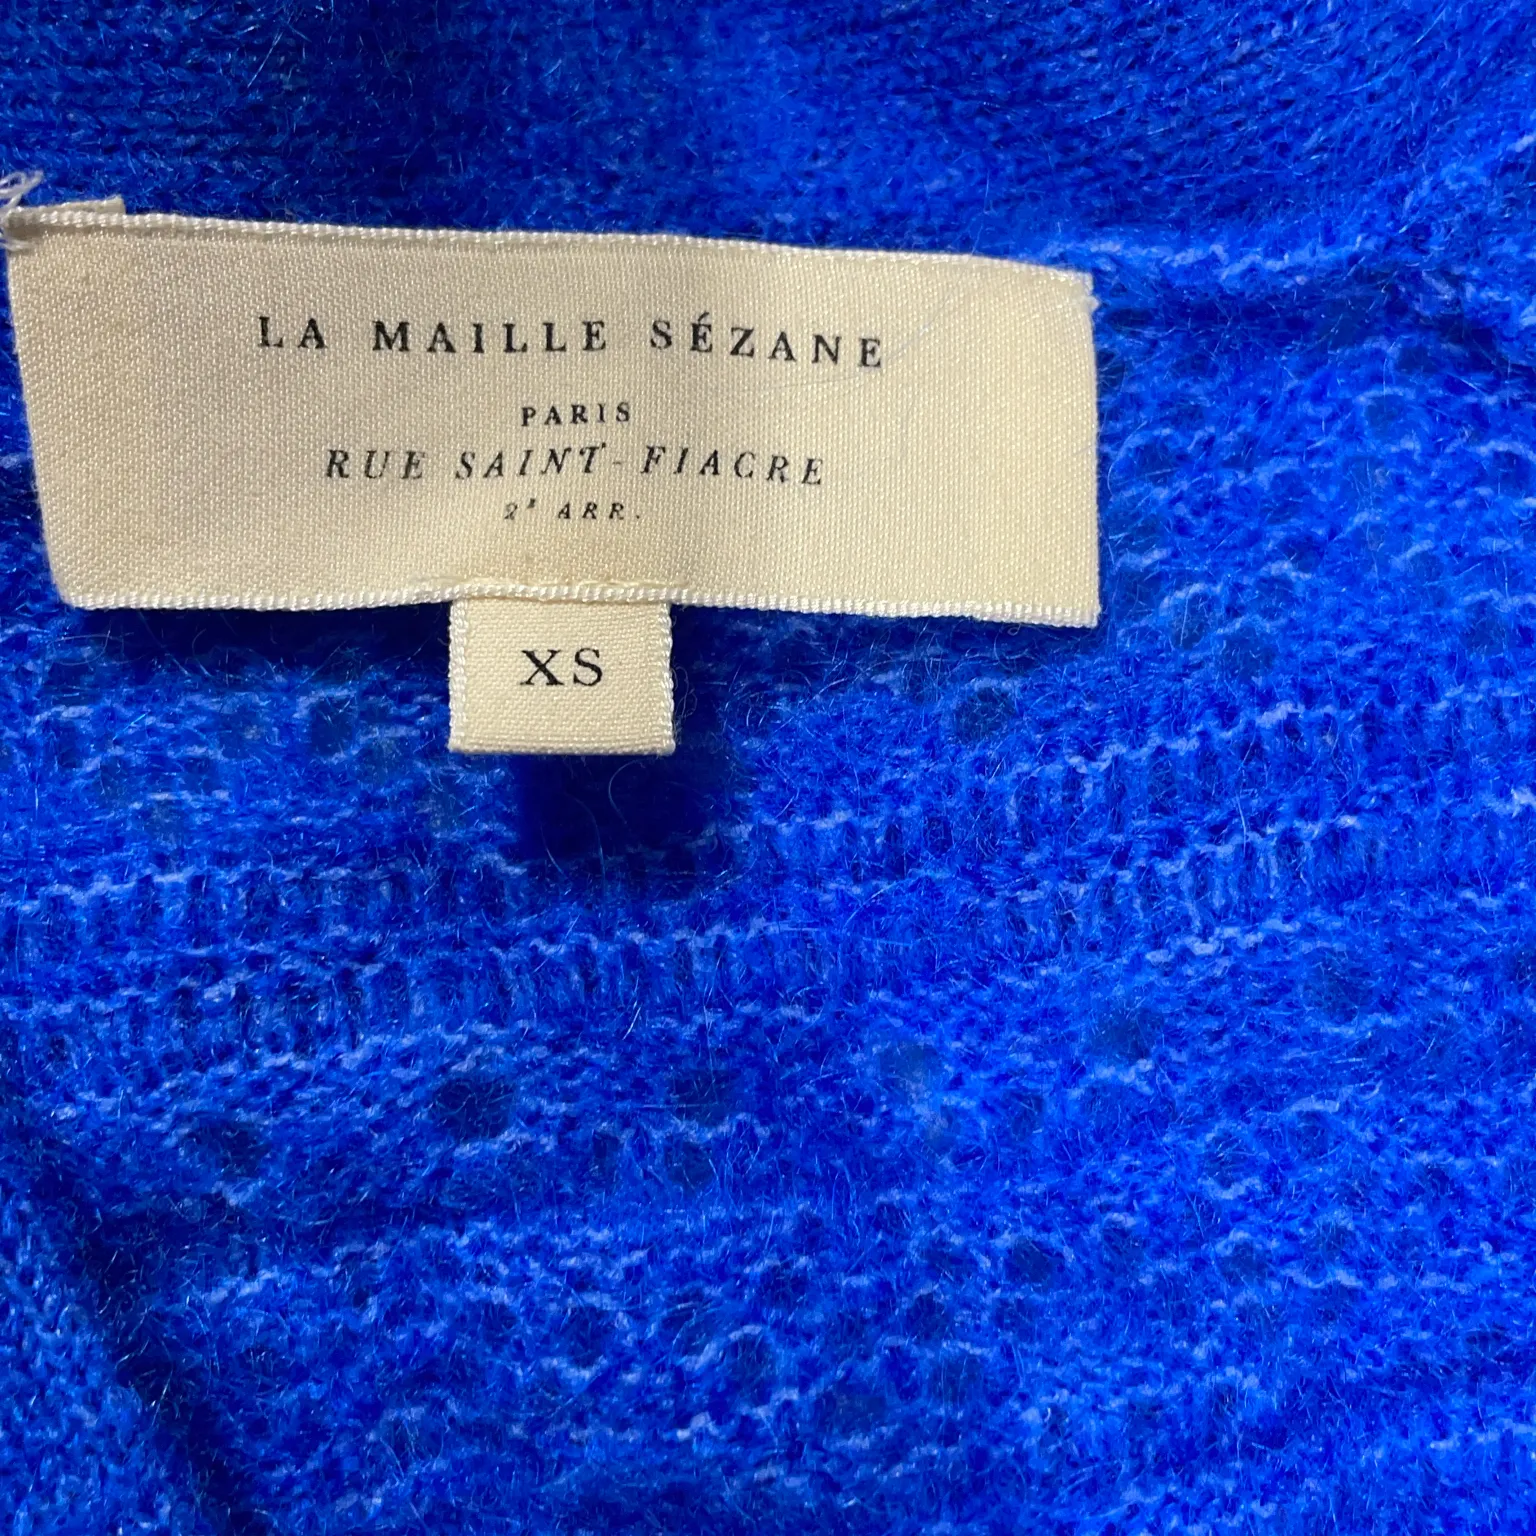 LA MAILLE SÉZANE
PARIS
RUE SAINT-FIACRE
2ᵉ ARR.
XS